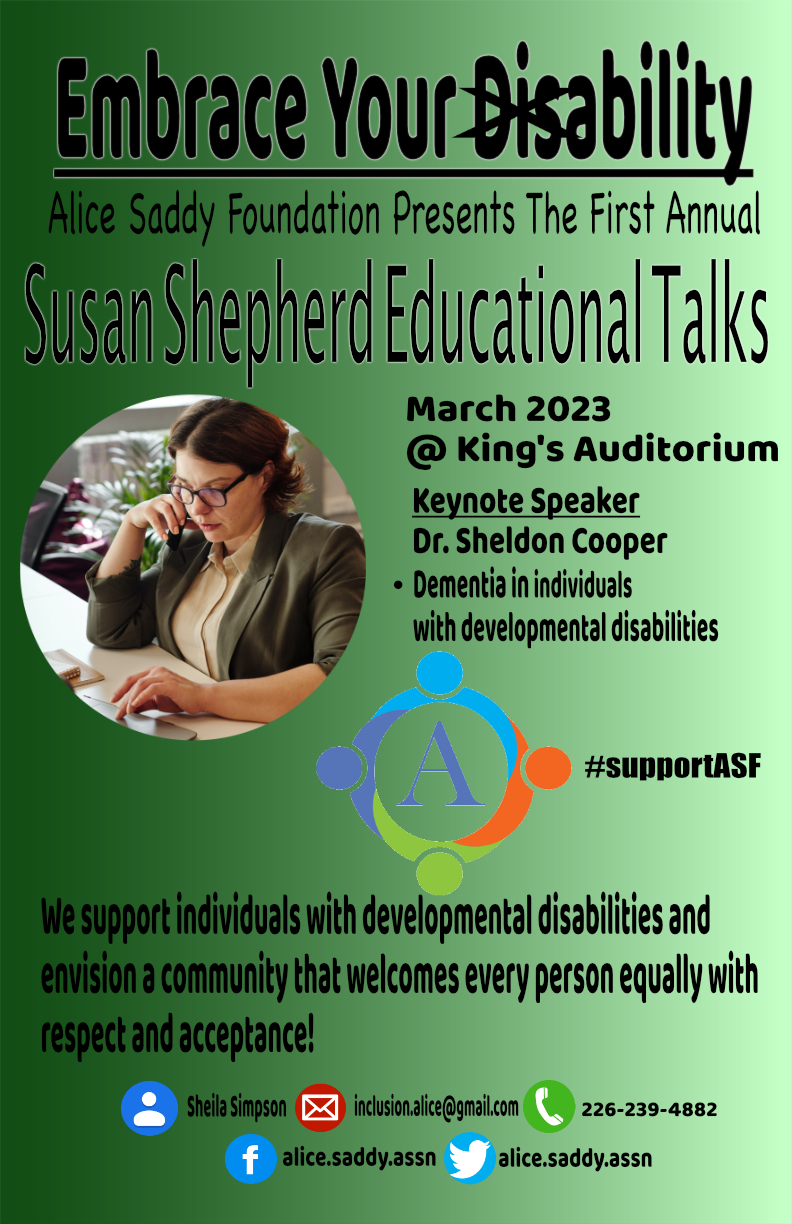 Embrace Your Disability
Alice Saddy Foundation Presents The First Annual
Susan Shepherd Educational Talks
March 2023
@ King's Auditorium
Keynote Speaker
Dr. Sheldon Cooper
• Dementia in individuals
with developmental disabilities
A
#supportASF
We support individuals with developmental disabilities and
envision a community that welcomes every person equally with
respect and acceptance!
Sheila Simpson inclusion.alice@gmail.com 226-239-4882
f alice.saddy.assn alice.saddy.assn